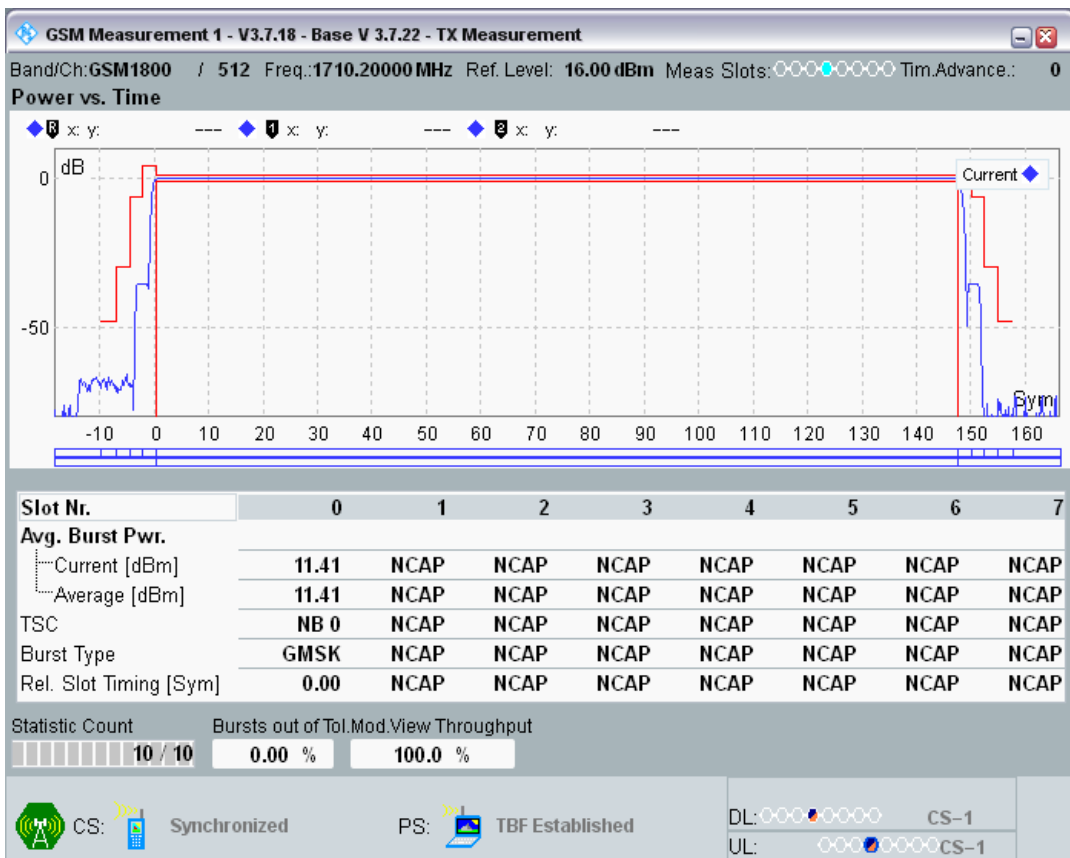 GSM Measurement 1 - V3.7.18 - Base V 3.7.22 - TX Measurement
Band/Ch:GSM1800 / 512 Freq.:1710.20000 MHz Ref. Level: 16.00 dBm Meas Slots: Tim.Advance.: 0
Power vs. Time
R x: y: --- 1 x: y: --- 2 x: y: ---
dB
Current
0
-50
Sym
-10 0 10 20 30 40 50 60 70 80 90 100 110 120 130 140 150 160
Slot Nr. 0 1 2 3 4 5 6 7
Avg. Burst Pwr.
Current [dBm] 11.41 NCAP NCAP NCAP NCAP NCAP NCAP NCAP
Average [dBm] 11.41 NCAP NCAP NCAP NCAP NCAP NCAP NCAP
TSC NB 0 NCAP NCAP NCAP NCAP NCAP NCAP NCAP
Burst Type GMSK NCAP NCAP NCAP NCAP NCAP NCAP NCAP
Rel. Slot Timing [Sym] 0.00 NCAP NCAP NCAP NCAP NCAP NCAP NCAP
Statistic Count Bursts out of Tol.Mod.View Throughput
10 / 10 0.00 % 100.0 %
CS: Synchronized PS: TBF Established
DL: CS-1
UL: CS-1